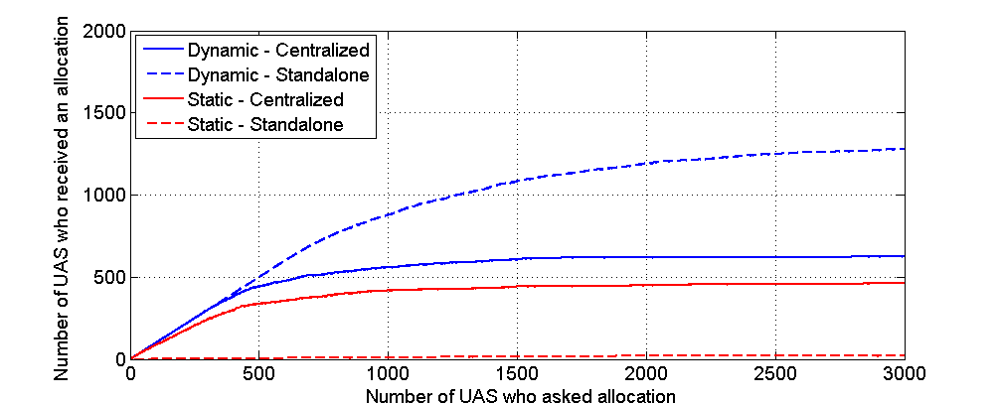 Number of UAS who received an allocation
2000
1500
1000
500
0
Dynamic - Centralized
Dynamic - Standalone
Static - Centralized
Static - Standalone
0 500 1000 1500 2000 2500 3000
Number of UAS who asked allocation